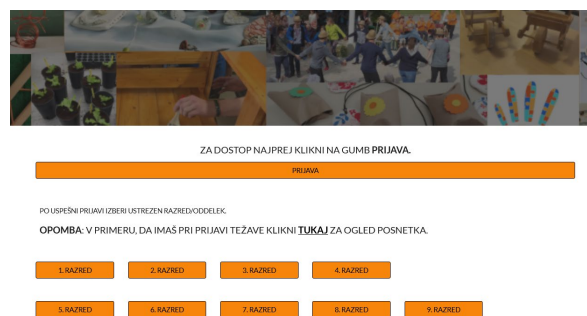 ZA DOSTOP NAJPREJ KLIKNI NA GUMB PRIJAVA.
PRIJAVA
PO USPEŠNI PRIJAVI IZBERI USTREZEN RAZRED/ODDELEK.
OPOMBA: V PRIMERU, DA IMAŠ PRI PRIJAVI TEŽAVE KLIKNI TUKAJ ZA OGLED POSNETKA.
1. RAZRED 2. RAZRED 3. RAZRED 4. RAZRED
5. RAZRED 6. RAZRED 7. RAZRED 8. RAZRED 9. RAZRED